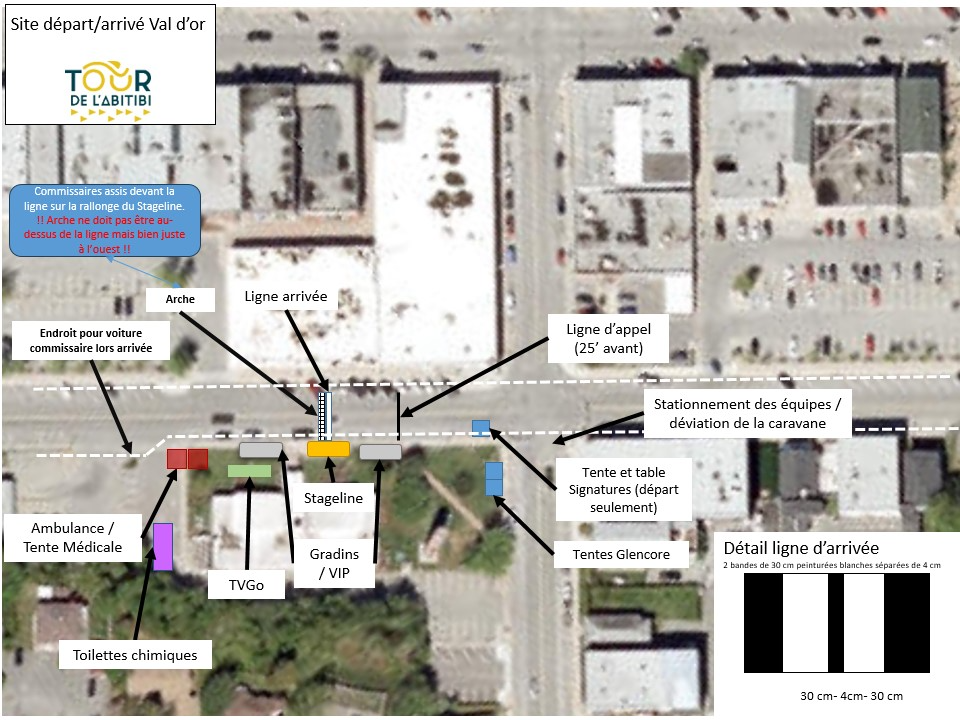 Site départ/arrivé Val d’or
TOUR
DE L'ABITIBI
Commissaires assis devant la
ligne sur la rallonge du Stageline.
!! Arche ne doit pas être au-
dessus de la ligne mais bien juste
à l’ouest !!
Arche
Ligne arrivée
Endroit pour voiture
commissaire lors arrivée
Ligne d’appel
(25’ avant)
Stationnement des équipes /
déviation de la caravane
Tente et table
Signatures (départ
seulement)
Stageline
Ambulance /
Tente Médicale
Gradins
/ VIP
TVGo
Tentes Glencore
Toilettes chimiques
Détail ligne d’arrivée
2 bandes de 30 cm peinturées blanches séparées de 4 cm
30 cm- 4cm- 30 cm